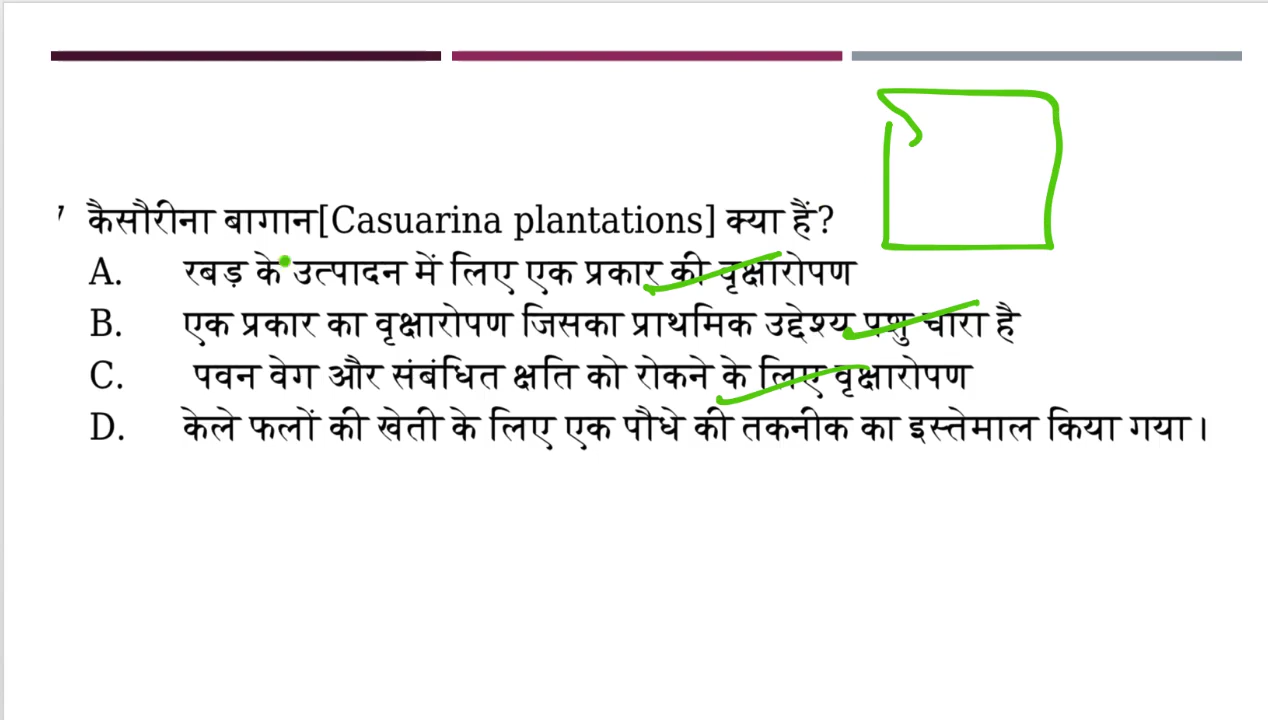 7 कैसौरीना बागान[Casuarina plantations] क्या हैं?
A. रबड़ के उत्पादन में लिए एक प्रकार की वृक्षारोपण
B. एक प्रकार का वृक्षारोपण जिसका प्राथमिक उद्देश्य पशु चारा है
C. पवन वेग और संबंधित क्षति को रोकने के लिए वृक्षारोपण
D. केले फलों की खेती के लिए एक पौधे की तकनीक का इस्तेमाल किया गया।